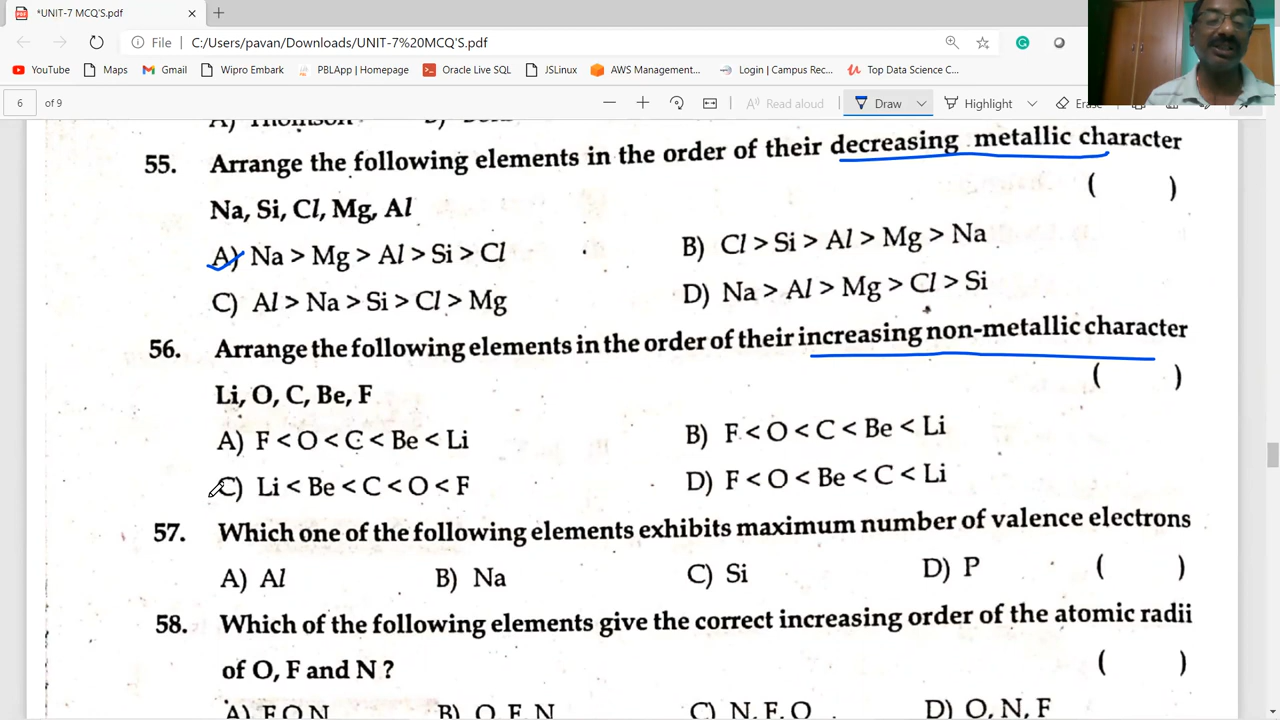 *UNIT-7 MCQ'S.pdf
File C:/Users/pavan/Downloads/UNIT-7%20MCQ'S.pdf
YouTube Maps Gmail Wipro Embark PBLApp | Homepage Oracle Live SQL JSLinux AWS Management... Login | Campus Rec... Top Data Science C...
6 of 9 Read aloud Draw Highlight Erase
55. Arrange the following elements in the order of their decreasing metallic character
( )
Na, Si, Cl, Mg, Al
A) Na > Mg > Al > Si > Cl B) Cl > Si > Al > Mg > Na
C) Al > Na > Si > Cl > Mg D) Na > Al > Mg > Cl > Si
56. Arrange the following elements in the order of their increasing non-metallic character
( )
Li, O, C, Be, F
A) F < O < C < Be < Li B) F < O < C < Be < Li
C) Li < Be < C < O < F D) F < O < Be < C < Li
57. Which one of the following elements exhibits maximum number of valence electrons
A) Al B) Na C) Si D) P ( )
58. Which of the following elements give the correct increasing order of the atomic radii
of O, F and N ? ( )
A) F, O, N B) O, F, N C) N, F, O D) O, N, F